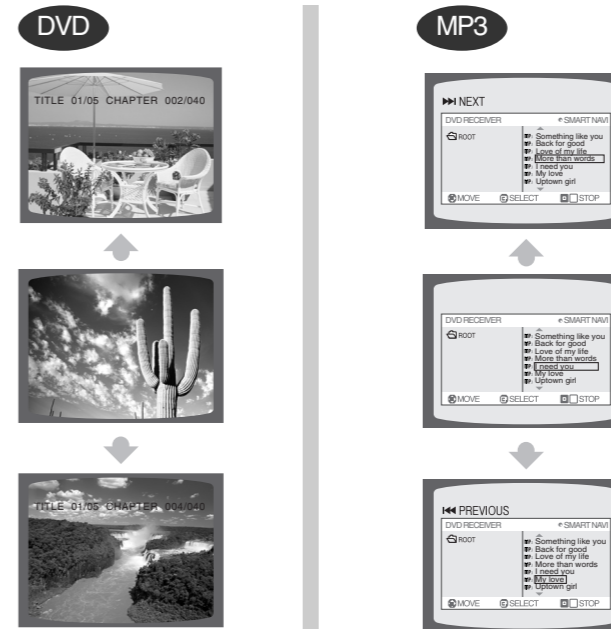 DVD
TITLE 01/05 CHAPTER 002/040
TITLE 01/05 CHAPTER 004/040
MP3
NEXT
DVD RECEIVER SMART NAVI
ROOT
Something like you
Back for good
Love of my life
More than words
I need you
My love
Uptown girl
MOVE SELECT STOP
DVD RECEIVER SMART NAVI
ROOT
Something like you
Back for good
Love of my life
More than words
I need you
My love
Uptown girl
MOVE SELECT STOP
PREVIOUS
DVD RECEIVER SMART NAVI
ROOT
Something like you
Back for good
Love of my life
More than words
I need you
My love
Uptown girl
MOVE SELECT STOP